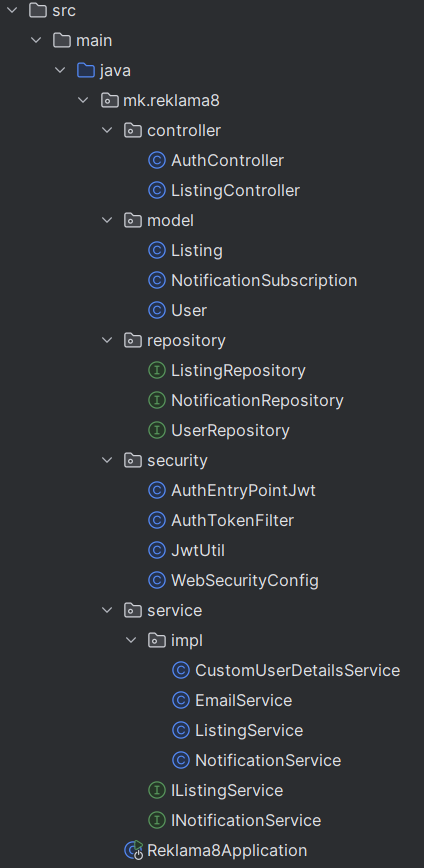 src
main
java
mk.reklama8
controller
AuthController
ListingController
model
Listing
NotificationSubscription
User
repository
ListingRepository
NotificationRepository
UserRepository
security
AuthEntryPointJwt
AuthTokenFilter
JwtUtil
WebSecurityConfig
service
impl
CustomUserDetailsService
EmailService
ListingService
NotificationService
IListingService
INotificationService
Reklama8Application